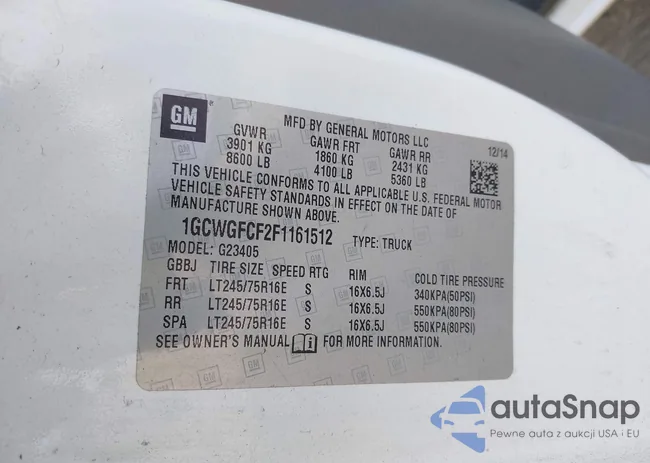 GM
MFD BY GENERAL MOTORS LLC
GVWR GAWR FRT GAWR RR 12/14
3901 KG 1860 KG 2431 KG
8600 LB 4100 LB 5360 LB
THIS VEHICLE CONFORMS TO ALL APPLICABLE U.S. FEDERAL MOTOR
VEHICLE SAFETY STANDARDS IN EFFECT ON THE DATE OF
MANUFACTURE SHOWN ABOVE.
1GCWGFCF2F1161512 TYPE: TRUCK
MODEL: G23405
GBBJ TIRE SIZE SPEED RTG RIM COLD TIRE PRESSURE
FRT LT245/75R16E S 16X6.5J 340KPA(50PSI)
RR LT245/75R16E S 16X6.5J 550KPA(80PSI)
SPA LT245/75R16E S 16X6.5J 550KPA(80PSI)
SEE OWNER'S MANUAL FOR MORE INFORMATION.
autaSnap
Pewne auta z aukcji USA i EU